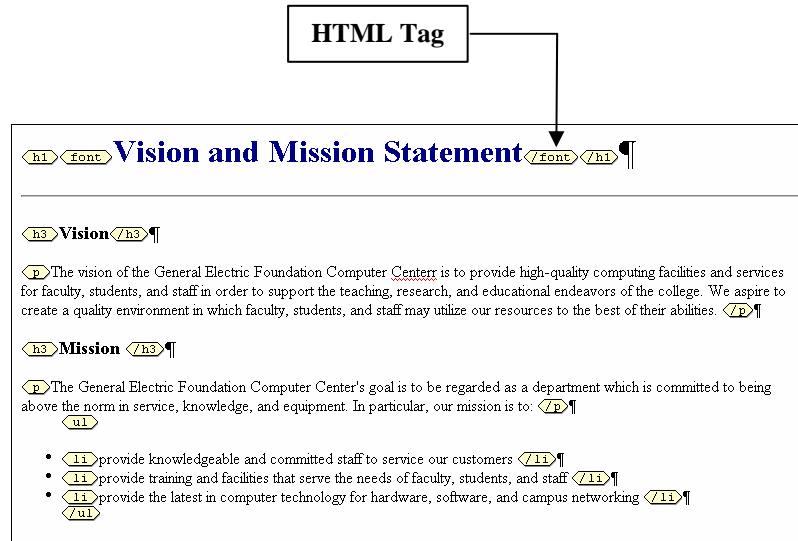 HTML Tag
h1 font Vision and Mission Statement /font /h1 ¶
h3 Vision /h3 ¶
p The vision of the General Electric Foundation Computer Centerr is to provide high-quality computing facilities and services
for faculty, students, and staff in order to support the teaching, research, and educational endeavors of the college. We aspire to
create a quality environment in which faculty, students, and staff may utilize our resources to the best of their abilities. /p ¶
h3 Mission /h3 ¶
p The General Electric Foundation Computer Center's goal is to be regarded as a department which is committed to being
above the norm in service, knowledge, and equipment. In particular, our mission is to: /p ¶
ul
• li provide knowledgeable and committed staff to service our customers /li ¶
• li provide training and facilities that serve the needs of faculty, students, and staff /li ¶
• li provide the latest in computer technology for hardware, software, and campus networking /li ¶
/ul